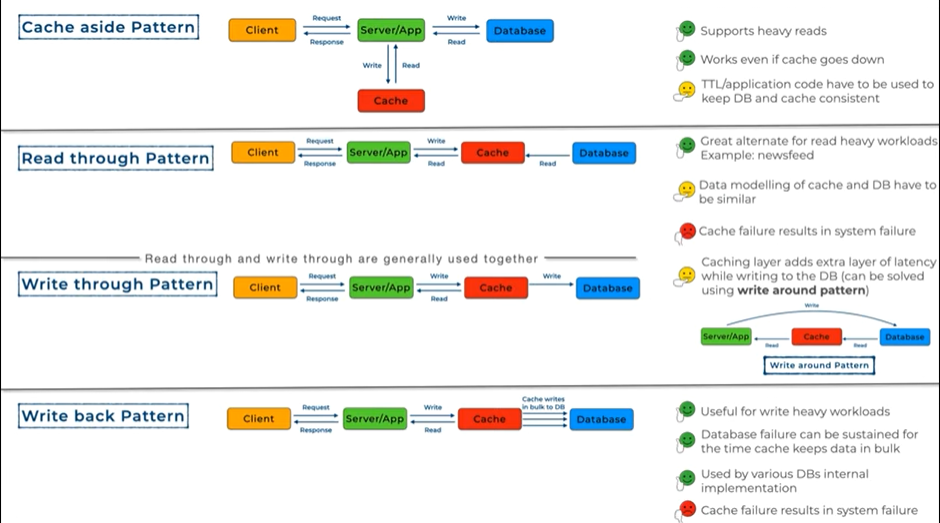 Cache aside Pattern
Client
Request
Response
Server/App
Write
Read
Database
Write
Read
Cache
Supports heavy reads
Works even if cache goes down
TTL/application code have to be used to
keep DB and cache consistent
Read through Pattern
Client
Request
Response
Server/App
Write
Read
Cache
Read
Database
Great alternate for read heavy workloads
Example: newsfeed
Data modelling of cache and DB have to
be similar
Cache failure results in system failure
Read through and write through are generally used together
Write through Pattern
Client
Request
Response
Server/App
Write
Read
Cache
Write
Database
Caching layer adds extra layer of latency
while writing to the DB (can be solved
using write around pattern)
Write
Server/App
Read
Cache
Read
Database
Write around Pattern
Write back Pattern
Client
Request
Response
Server/App
Write
Read
Cache
Cache writes
in bulk to DB
Database
Useful for write heavy workloads
Database failure can be sustained for
the time cache keeps data in bulk
Used by various DBs internal
implementation
Cache failure results in system failure